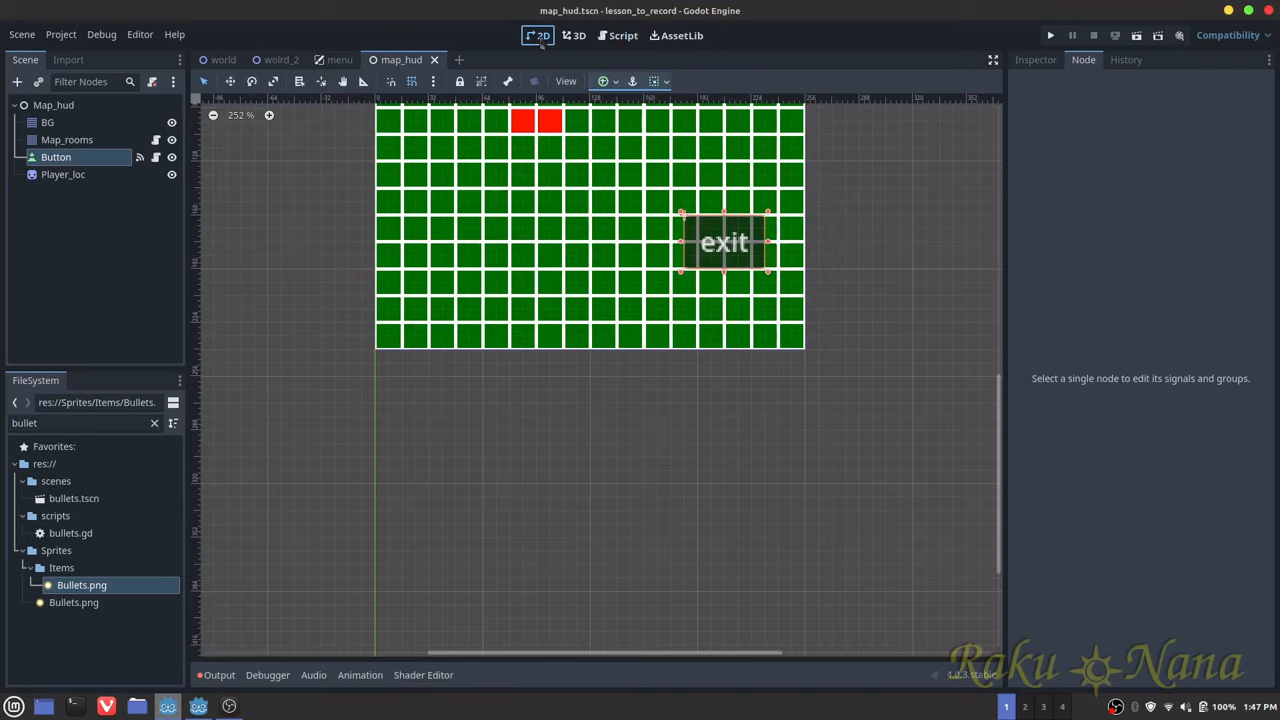 map_hud.tscn - lesson_to_record - Godot Engine
Scene Project Debug Editor Help
2D 3D Script AssetLib
Compatibility
Scene Import
world wolrd_2 menu map_hud
Inspector Node History
Filter Nodes
View
252 %
Map_hud
BG
Map_rooms
Button
Player_loc
exit
FileSystem
res://Sprites/Items/Bullets.
bullet
Favorites:
res://
scenes
bullets.tscn
scripts
bullets.gd
Sprites
Items
Bullets.png
Bullets.png
Select a single node to edit its signals and groups.
Output Debugger Audio Animation Shader Editor
4.0.3.stable
Raku Nana
1 2 3 4
100% 1:47 PM